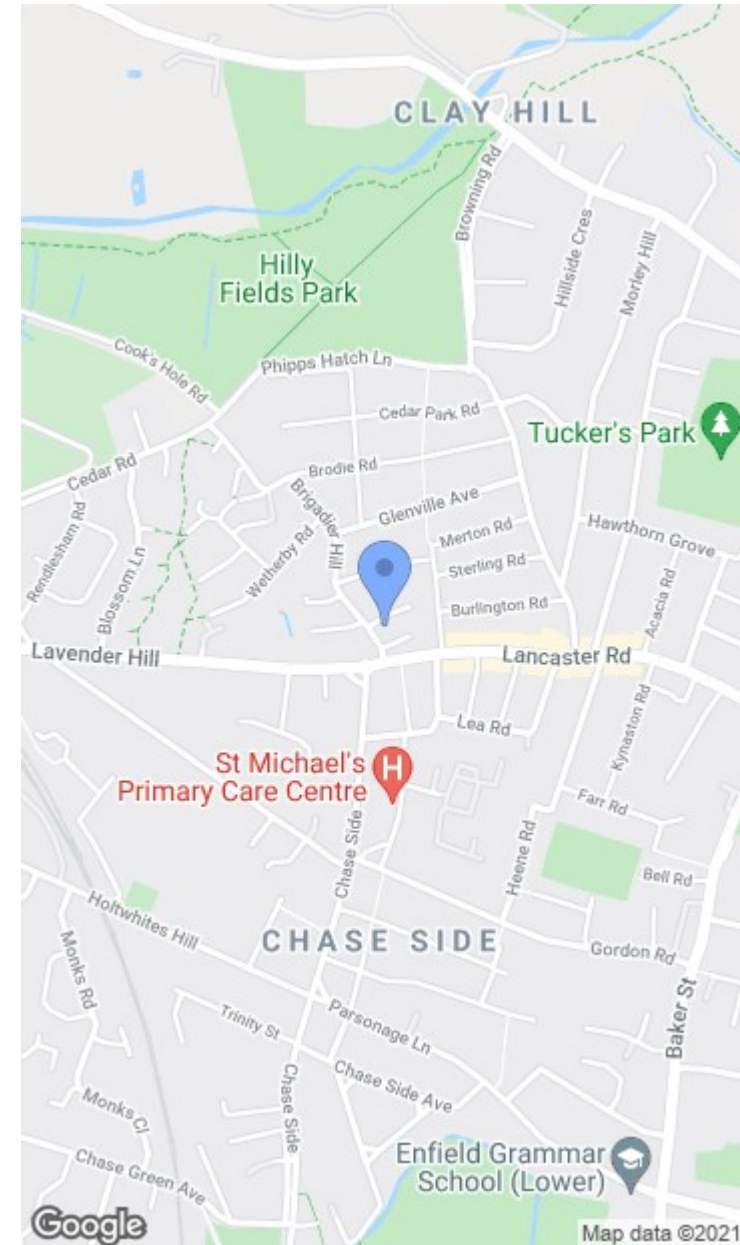 CLAY HILL
Browning Rd
Hillside Cres
Morley Hill
Hilly
Fields Park
Cook's Hole Rd
Phipps Hatch Ln
Cedar Park Rd
Tucker's Park
Cedar Rd
Brodie Rd
Brigadier Hill
Glenville Ave
Rendlesham Rd
Blossom Ln
Wetherby Rd
Merton Rd
Hawthorn Grove
Sterling Rd
Acacia Rd
Burlington Rd
Lavender Hill
Lancaster Rd
Kynaston Rd
Lea Rd
St Michael's
Primary Care Centre
H
Farr Rd
Chase Side
Heene Rd
Bell Rd
Holtwhites Hill
CHASE SIDE
Gordon Rd
Monks Rd
Baker St
Trinity St
Parsonage Ln
Chase Side
Chase Side Ave
Monks Cl
Enfield Grammar
School (Lower)
Chase Green Ave
Google
Map data ©2021